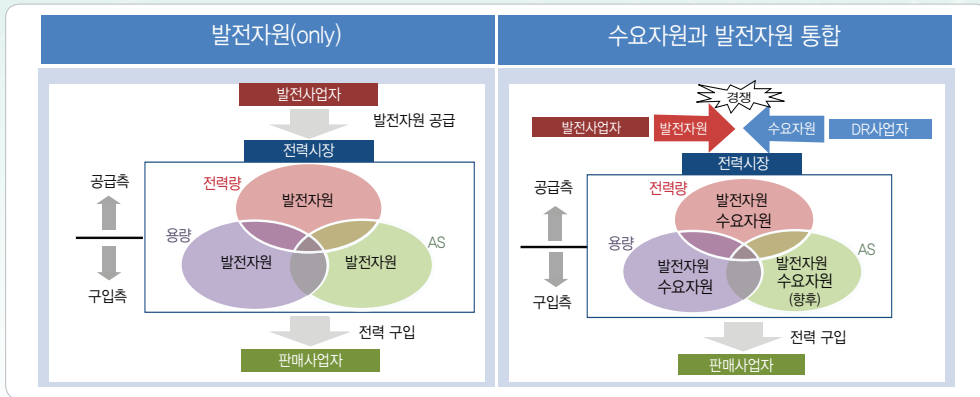 발전자원(only)
발전사업자
발전자원 공급
전력시장
공급측
구입측
전력량
발전자원
용량
발전자원
AS
발전자원
전력 구입
판매사업자
수요자원과 발전자원 통합
경쟁
발전사업자
발전자원
수요자원
DR사업자
전력시장
공급측
구입측
전력량
발전자원
수요자원
용량
발전자원
수요자원
AS
발전자원
수요자원
(향후)
전력 구입
판매사업자